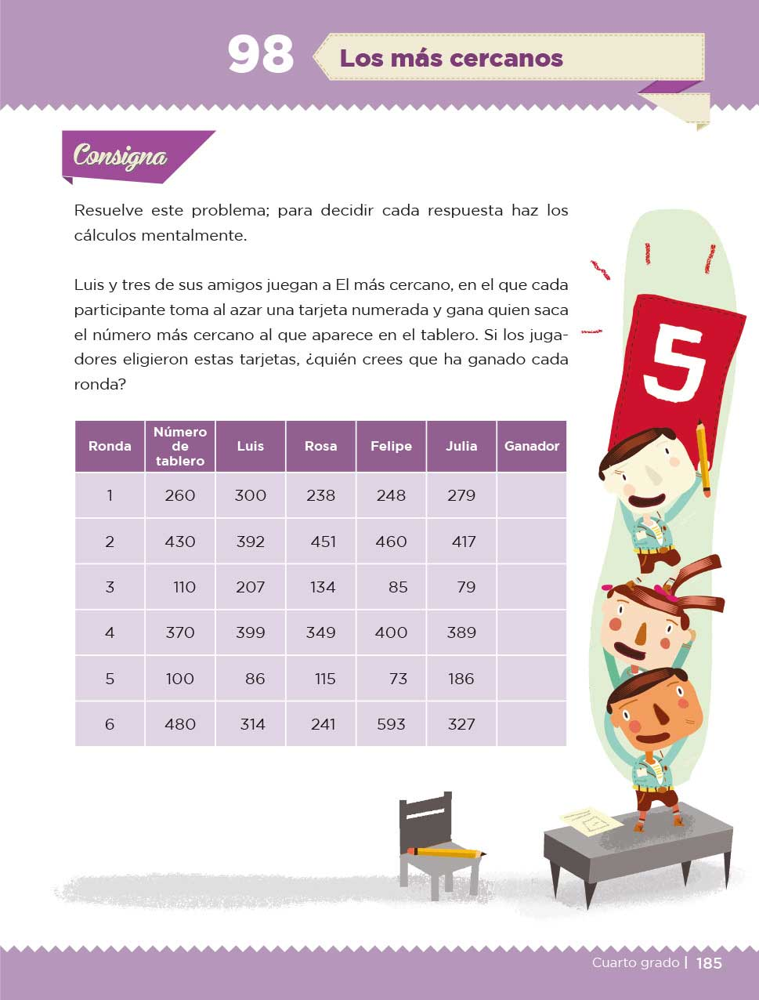 98
Los más cercanos
Consigna
Resuelve este problema; para decidir cada respuesta haz los
cálculos mentalmente.
Luis y tres de sus amigos juegan a El más cercano, en el que cada
participante toma al azar una tarjeta numerada y gana quien saca
el número más cercano al que aparece en el tablero. Si los juga-
dores eligieron estas tarjetas, ¿quién crees que ha ganado cada
ronda?
5
Ronda Número de tablero Luis Rosa Felipe Julia Ganador
1 260 300 238 248 279
2 430 392 451 460 417
3 110 207 134 85 79
4 370 399 349 400 389
5 100 86 115 73 186
6 480 314 241 593 327
Cuarto grado | 185